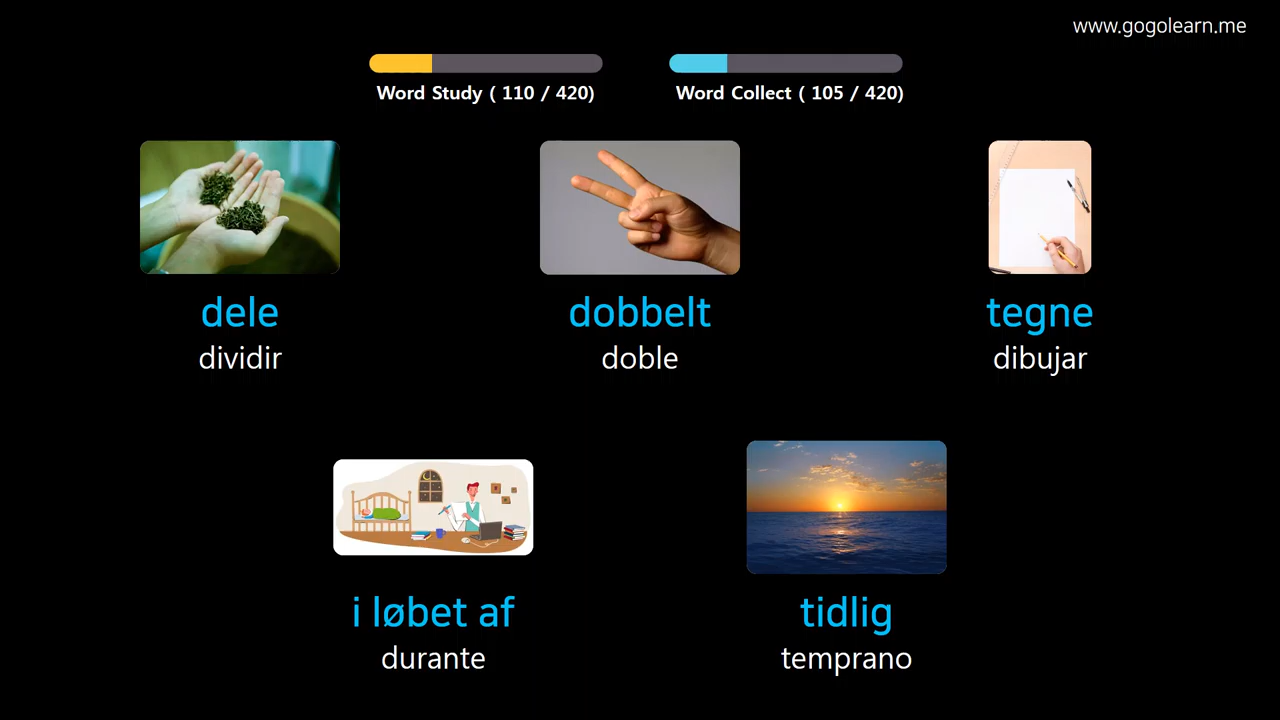 www.gogolearn.me
Word Study ( 110 / 420)
Word Collect ( 105 / 420)
dele
dividir
dobbelt
doble
tegne
dibujar
i løbet af
durante
tidlig
temprano